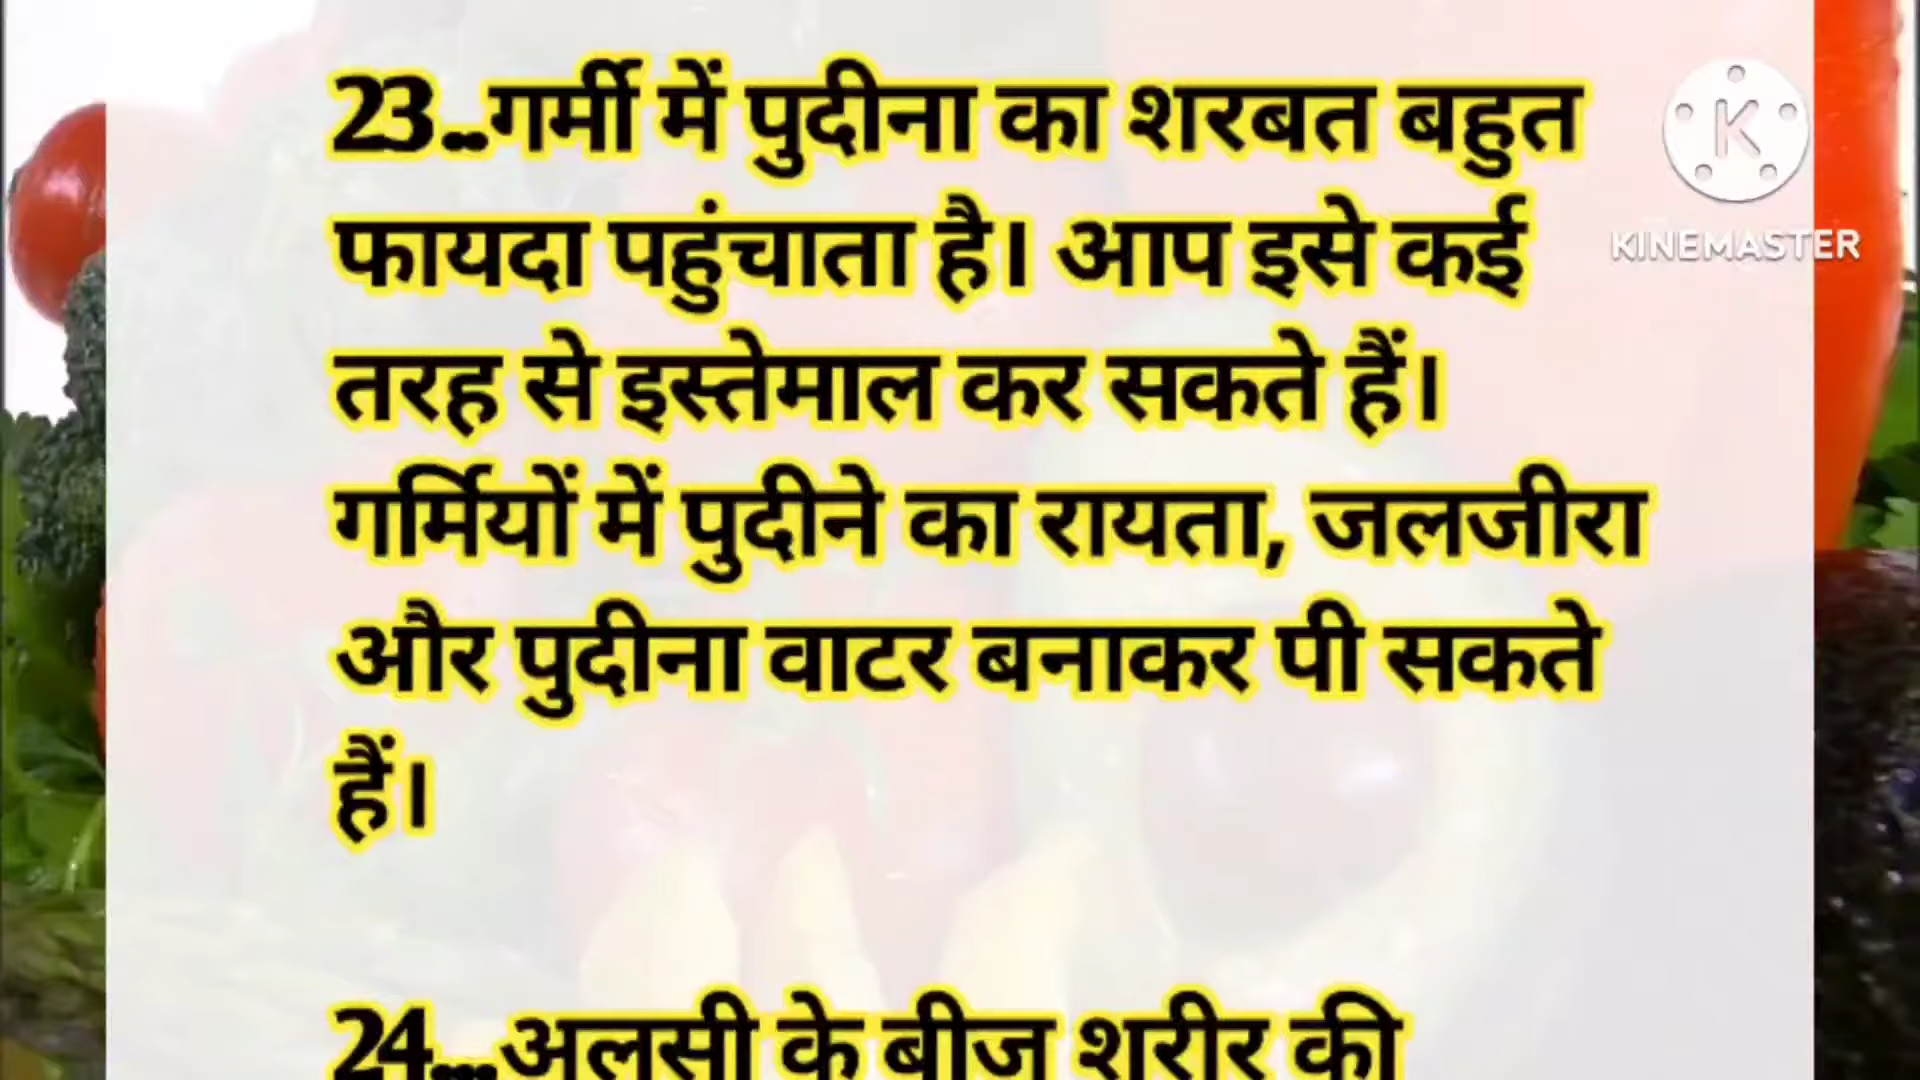 23..गर्मी में पुदीना का शरबत बहुत
फायदा पहुंचाता है। आप इसे कई
तरह से इस्तेमाल कर सकते हैं।
गर्मियों में पुदीने का रायता, जलजीरा
और पुदीना वाटर बनाकर पी सकते
हैं।
24...अलसी के बीज शरीर की
K
KINEMASTER